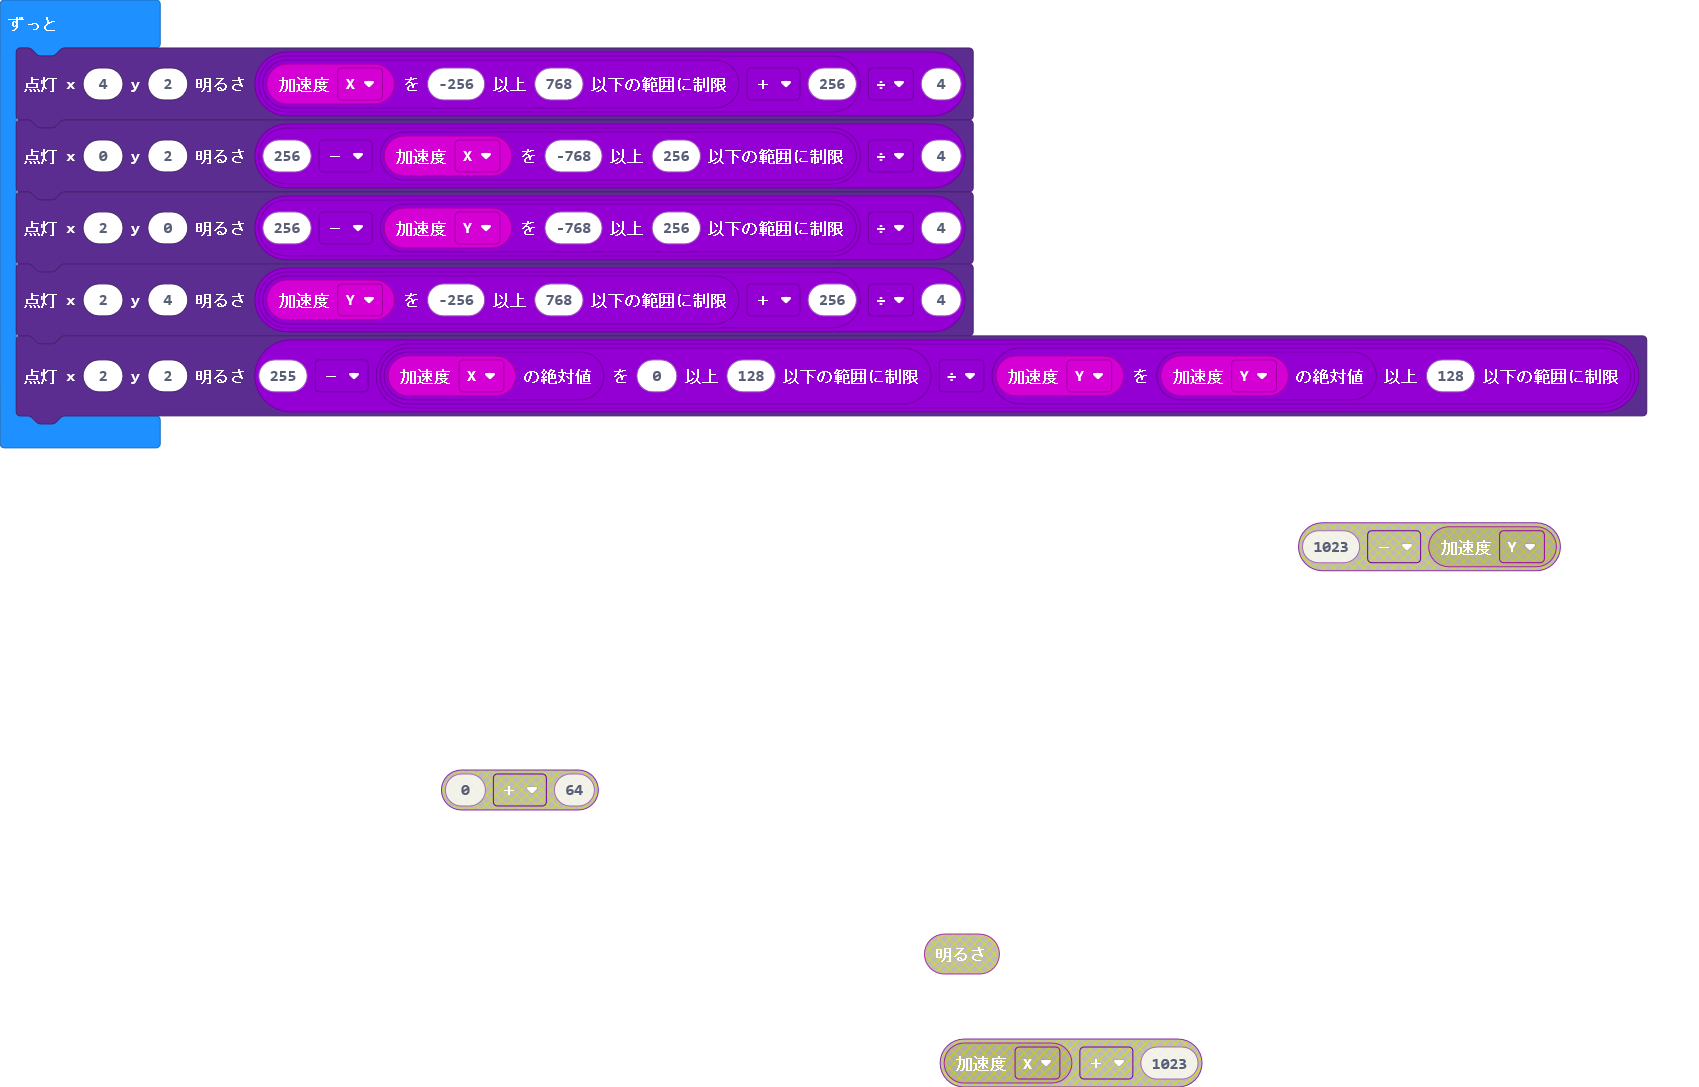 ずっと
点灯 x 4 y 2 明るさ 加速度 X を -256 以上 768 以下の範囲に制限 + 256 ÷ 4
点灯 x 0 y 2 明るさ 256 - 加速度 X を -768 以上 256 以下の範囲に制限 ÷ 4
点灯 x 2 y 0 明るさ 256 - 加速度 Y を -768 以上 256 以下の範囲に制限 ÷ 4
点灯 x 2 y 4 明るさ 加速度 Y を -256 以上 768 以下の範囲に制限 + 256 ÷ 4
点灯 x 2 y 2 明るさ 255 - 加速度 X の絶対値 を 0 以上 128 以下の範囲に制限 ÷ 加速度 Y を 加速度 Y の絶対値 以上 128 以下の範囲に制限
1023 - 加速度 Y
0 + 64
明るさ
加速度 X + 1023